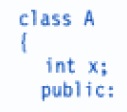 class A
{
int x;
public: